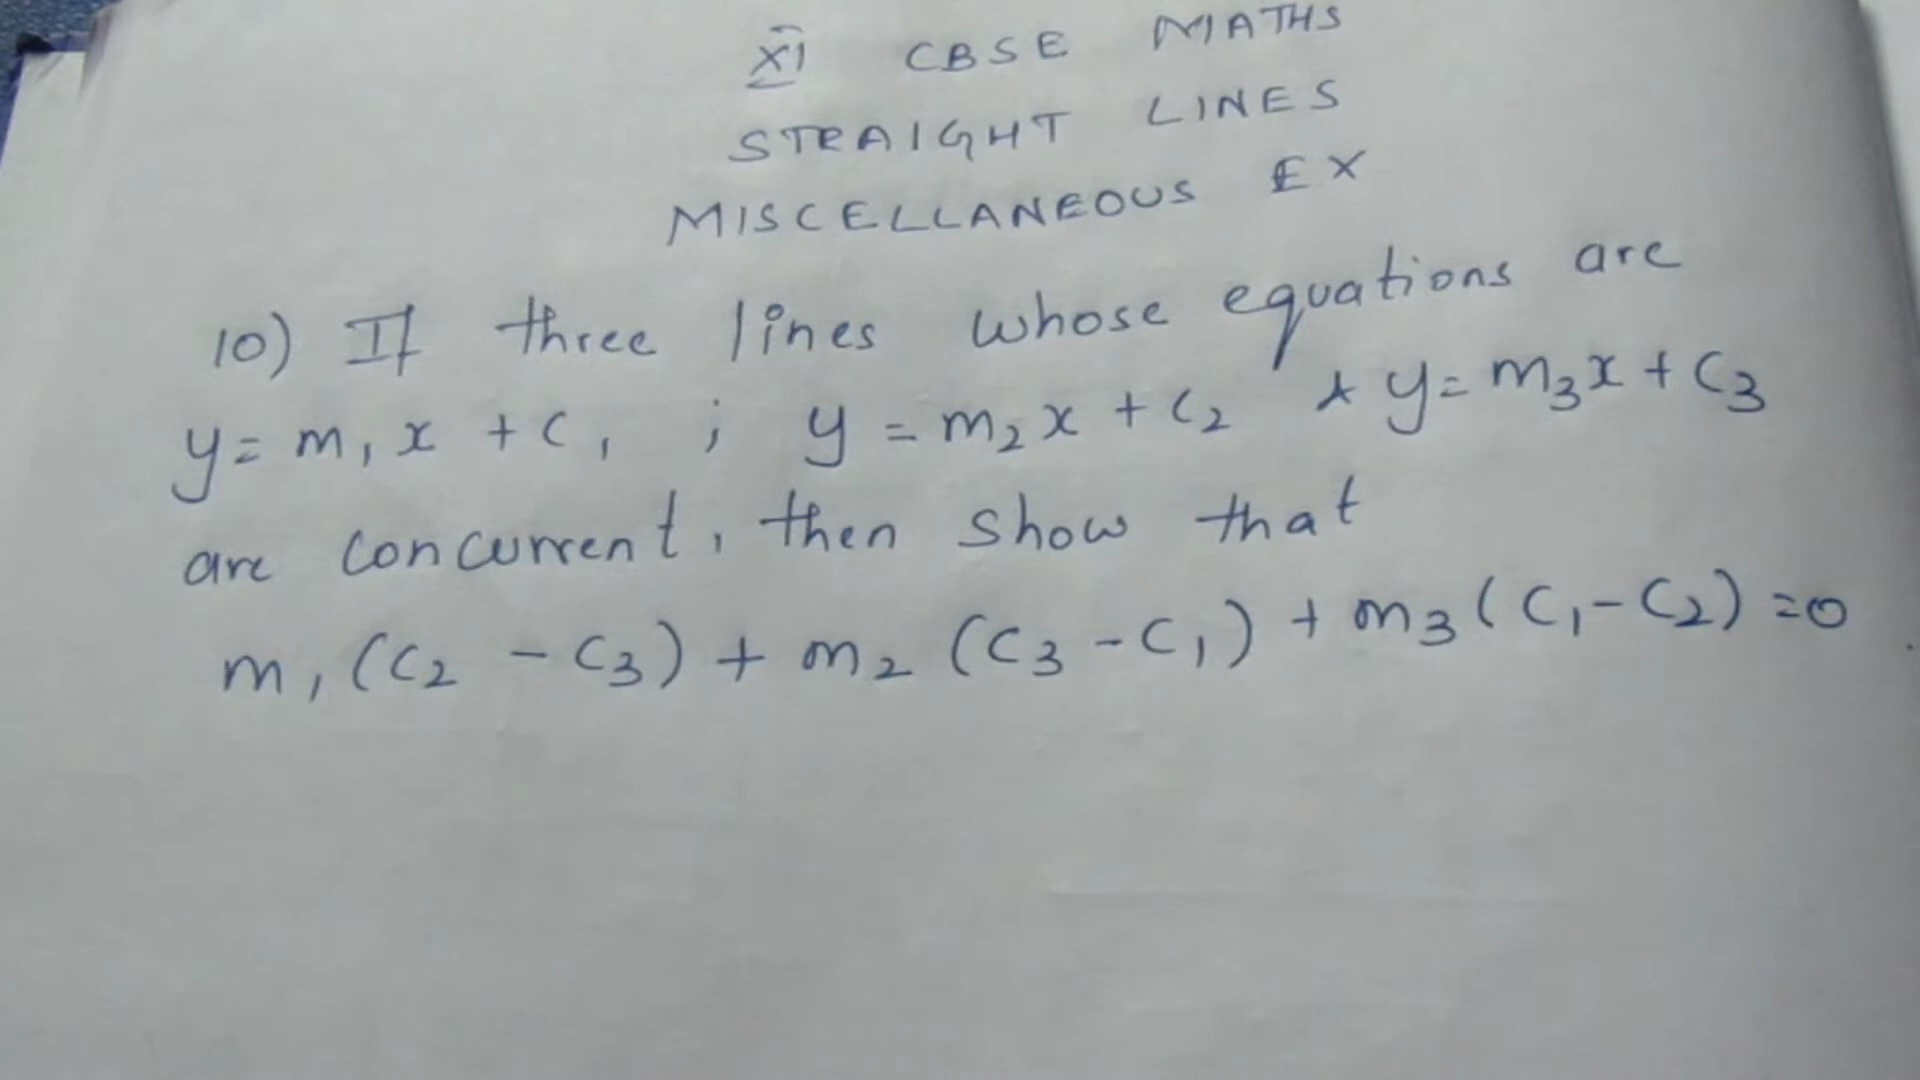 XI CBSE MATHS
STRAIGHT LINES
MISCELLANEOUS EX
10) If three lines whose equations are
y = m₁x + c₁ ; y = m₂x + c₂ & y = m₃x + c₃
are concurrent, then show that
m₁(c₂ - c₃) + m₂(c₃ - c₁) + m₃(c₁ - c₂) = 0